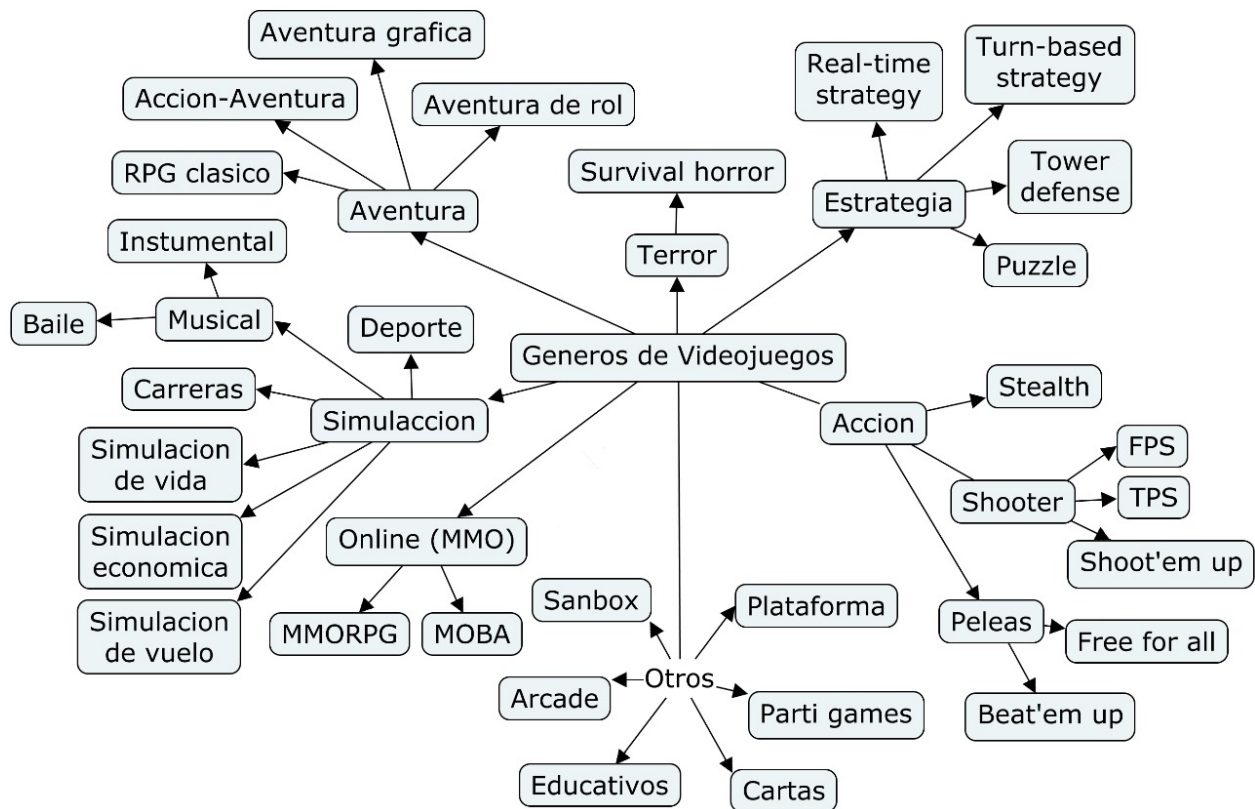 Aventura grafica
Accion-Aventura
Aventura de rol
RPG clasico
Aventura
Survival horror
Terror
Real-time
strategy
Turn-based
strategy
Tower
defense
Estrategia
Puzzle
Instumental
Baile
Musical
Deporte
Generos de Videojuegos
Carreras
Simulaccion
Simulacion
de vida
Simulacion
economica
Simulacion
de vuelo
Online (MMO)
MMORPG
MOBA
Accion
Stealth
Shooter
FPS
TPS
Shoot'em up
Peleas
Free for all
Beat'em up
Sanbox
Plataforma
Otros
Arcade
Parti games
Educativos
Cartas